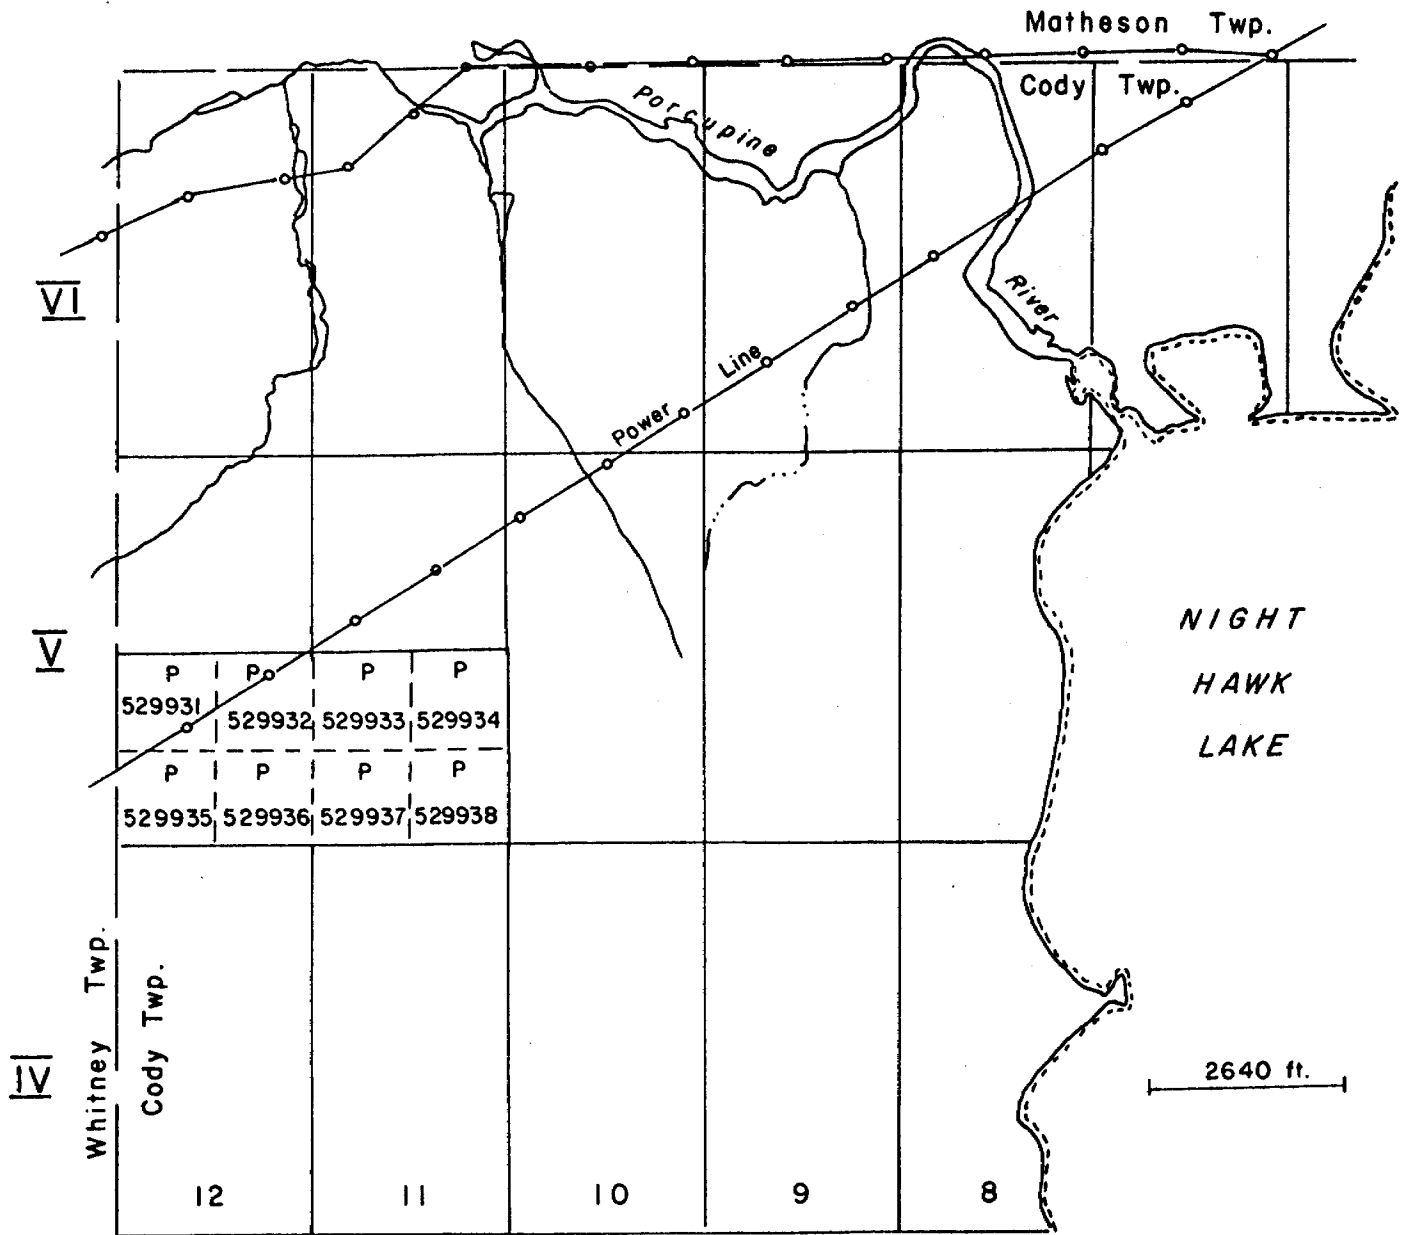 Matheson Twp.
Cody Twp.
Porcupine
River
VI
Line
Power
V
P P P P
529931 529932 529933 529934
P P P P
529935 529936 529937 529938
NIGHT
HAWK
LAKE
IV
Whitney Twp.
Cody Twp.
2640 ft.
12 11 10 9 8